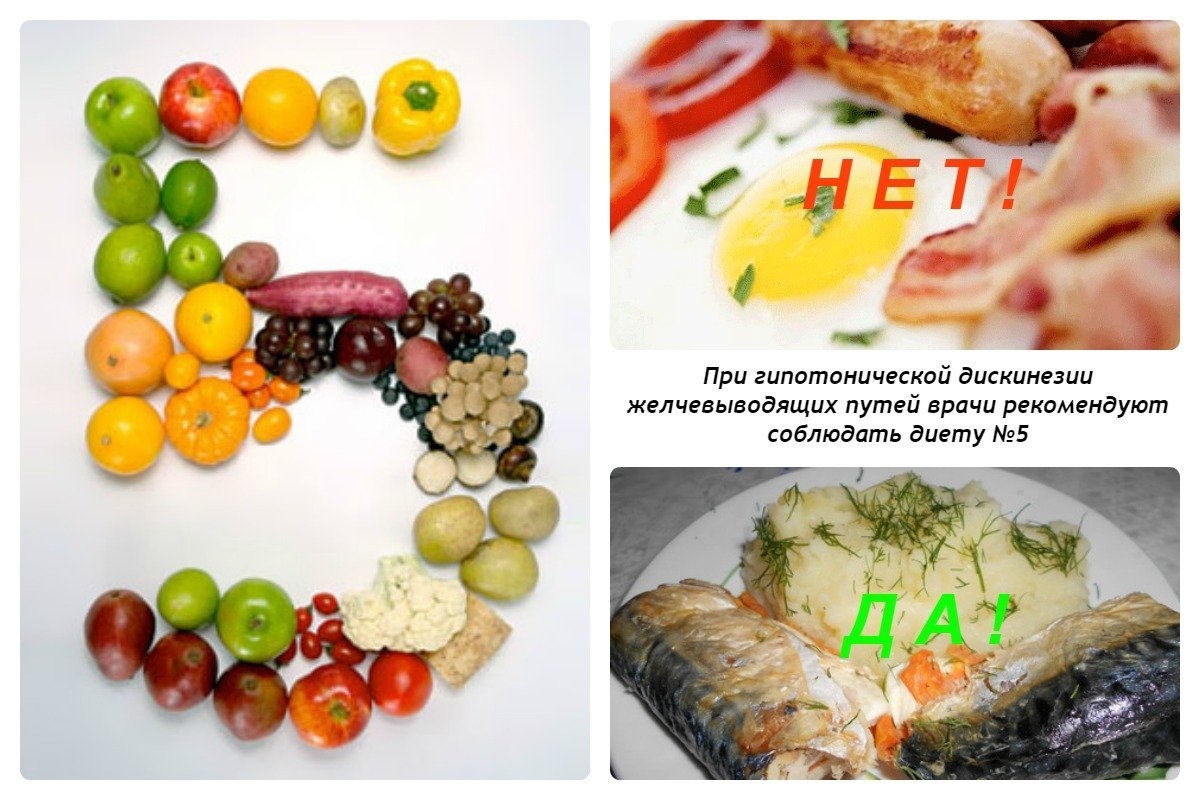 Н Е Т !
При гипотонической дискинезии
желчевыводящих путей врачи рекомендуют
соблюдать диету №5
Д А !